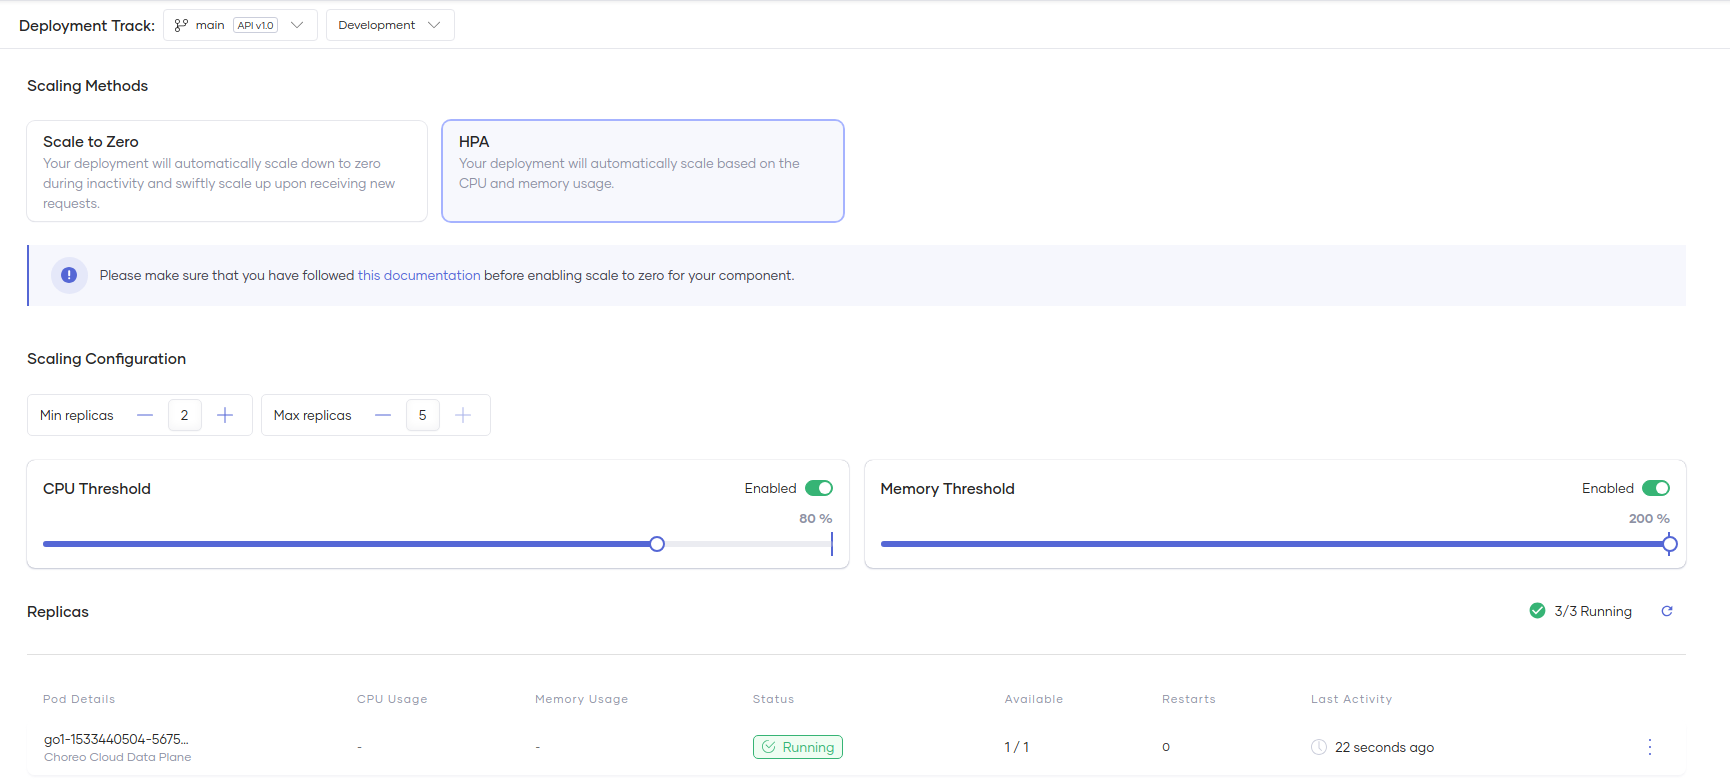 Deployment Track: main API v1.0 Development
Scaling Methods
Scale to Zero
Your deployment will automatically scale down to zero
during inactivity and swiftly scale up upon receiving new
requests.
HPA
Your deployment will automatically scale based on the
CPU and memory usage.
Please make sure that you have followed this documentation before enabling scale to zero for your component.
Scaling Configuration
Min replicas 2 Max replicas 5
CPU Threshold Enabled
80 %
Memory Threshold Enabled
200 %
Replicas 3/3 Running
Pod Details CPU Usage Memory Usage Status Available Restarts Last Activity
go1-1533440504-5675... - - Running 1 / 1 0 22 seconds ago
Choreo Cloud Data Plane